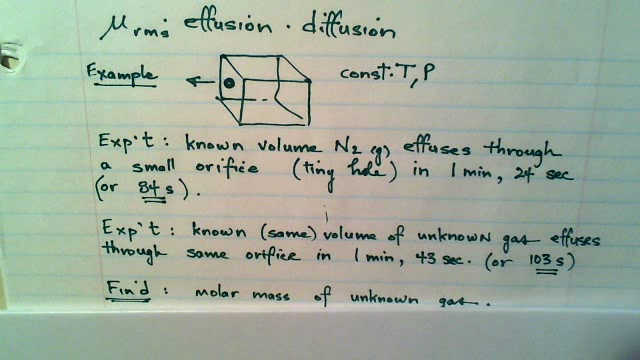 μrms; effusion · diffusion
Example
const. T, P
Exp't : known volume N2 (g) effuses through
a small orifice (tiny hole) in 1 min, 24 sec
(or 84 s).
Exp't : known (same) volume of unknown gas effuses
through same orifice in 1 min, 43 sec. (or 103 s)
Find : molar mass of unknown gas.